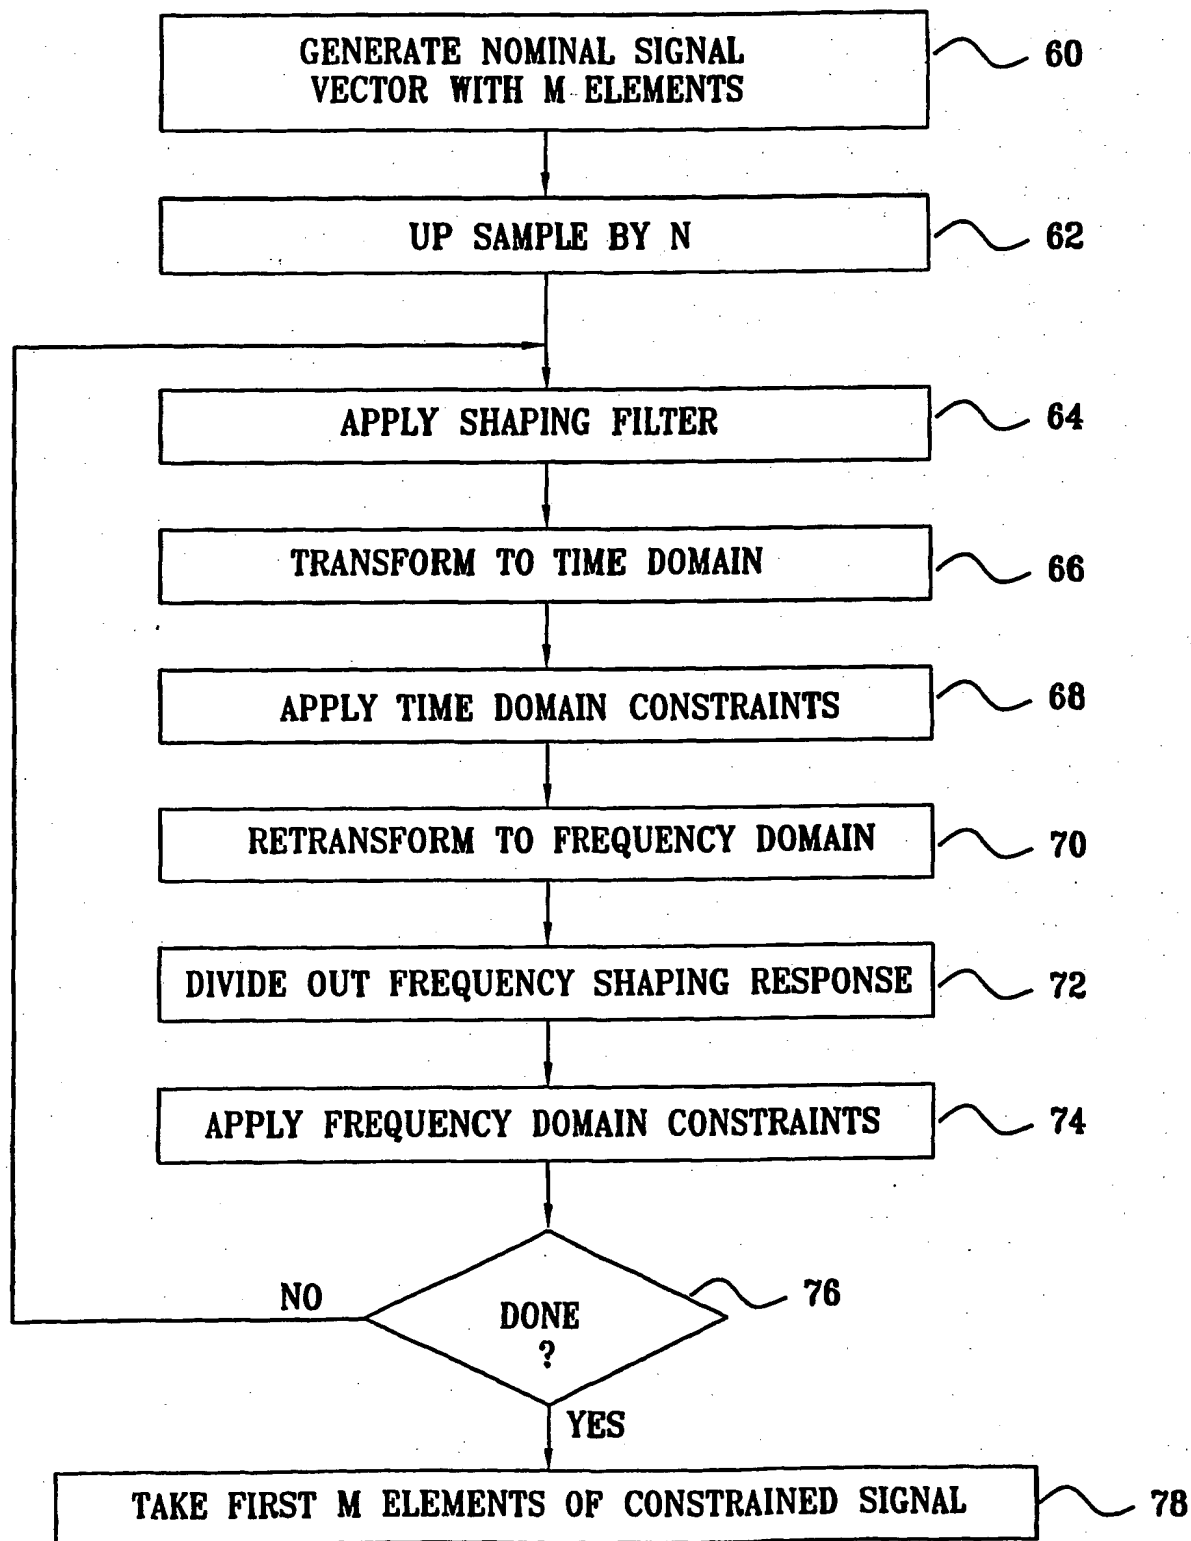 GENERATE NOMINAL SIGNAL
VECTOR WITH M ELEMENTS
60
UP SAMPLE BY N
62
APPLY SHAPING FILTER
64
TRANSFORM TO TIME DOMAIN
66
APPLY TIME DOMAIN CONSTRAINTS
68
RETRANSFORM TO FREQUENCY DOMAIN
70
DIVIDE OUT FREQUENCY SHAPING RESPONSE
72
APPLY FREQUENCY DOMAIN CONSTRAINTS
74
NO
DONE
?
76
YES
TAKE FIRST M ELEMENTS OF CONSTRAINED SIGNAL
78